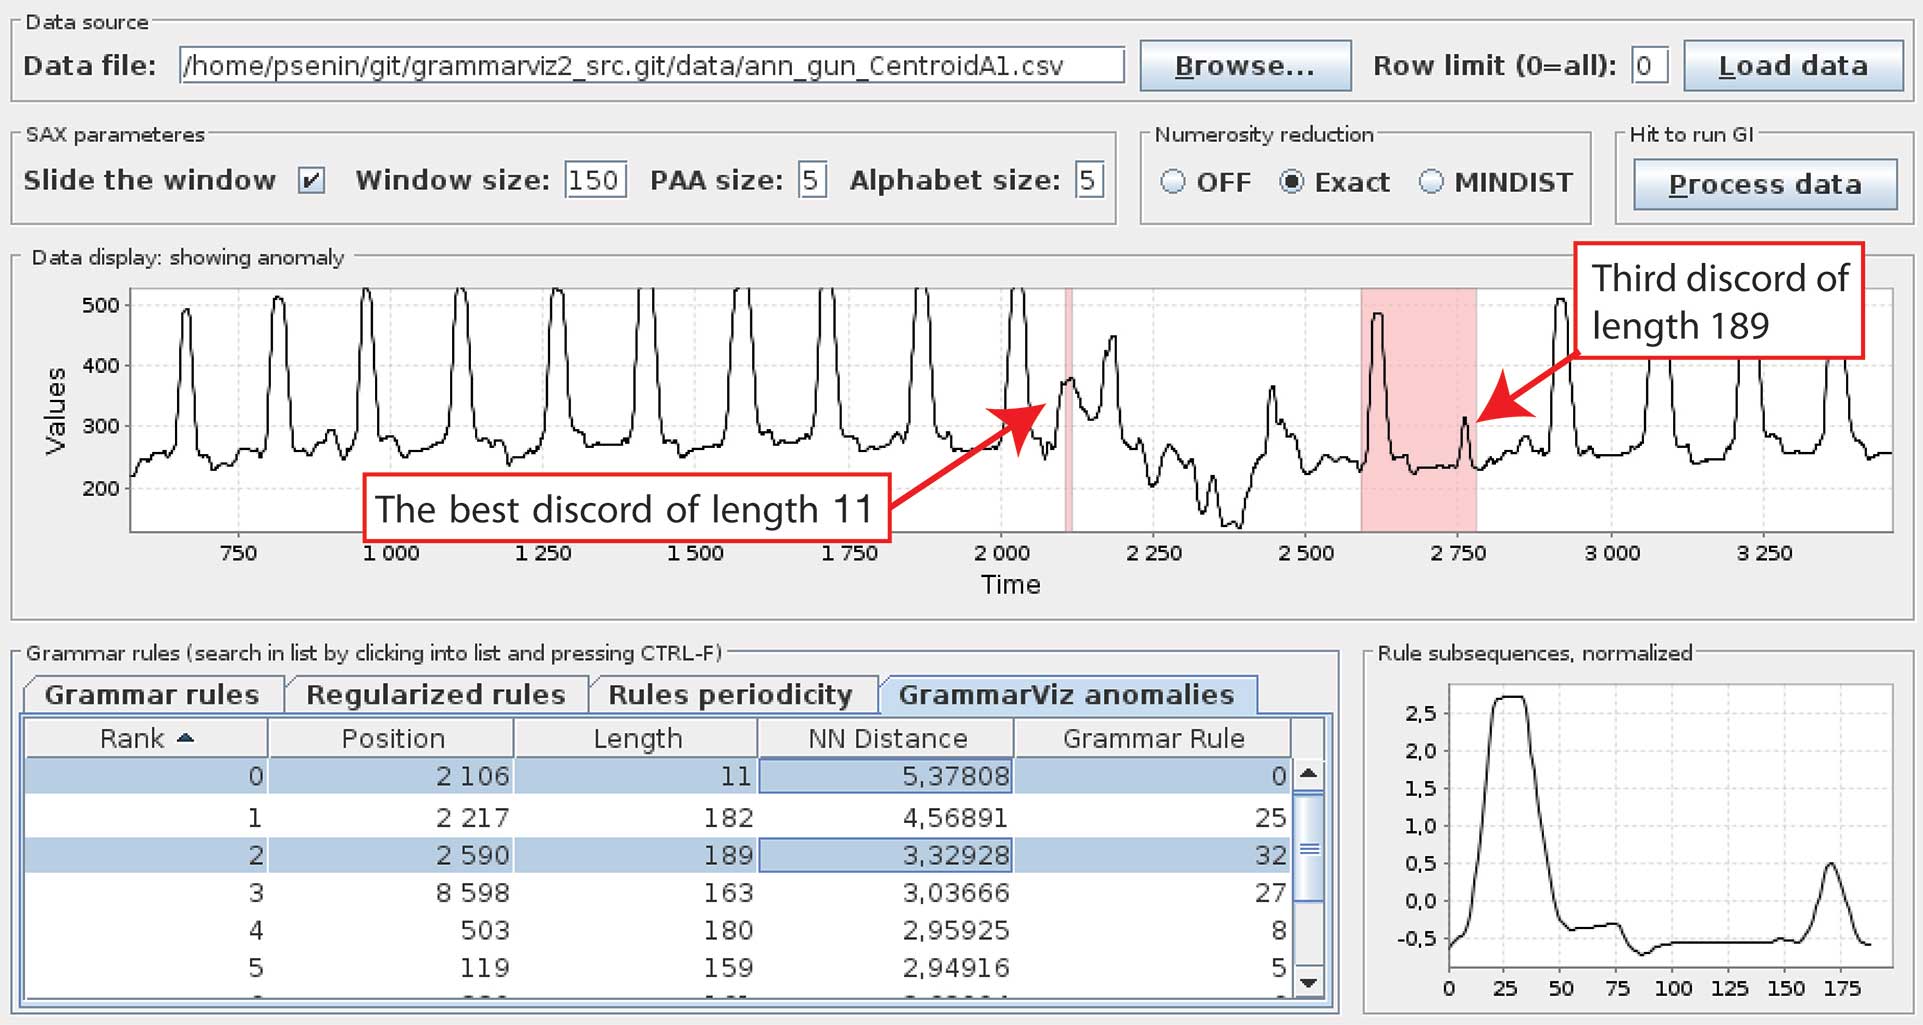 Data source
Data file: /home/psenin/git/grammarviz2_src.git/data/ann_gun_CentroidA1.csv Browse... Row limit (0=all): 0 Load data
SAX parameteres
Slide the window Window size: 150 PAA size: 5 Alphabet size: 5
Numerosity reduction
OFF Exact MINDIST
Hit to run GI
Process data
Data display: showing anomaly
Third discord of
length 189
The best discord of length 11
Values
500
400
300
200
750 1 000 1 250 1 500 1 750 2 000 2 250 2 500 2 750 3 000 3 250
Time
Grammar rules (search in list by clicking into list and pressing CTRL-F)
Grammar rules Regularized rules Rules periodicity GrammarViz anomalies
Rank Position Length NN Distance Grammar Rule
0 2 106 11 5,37808 0
1 2 217 182 4,56891 25
2 2 590 189 3,32928 32
3 8 598 163 3,03666 27
4 503 180 2,95925 8
5 119 159 2,94916 5
Rule subsequences, normalized
2,5
2,0
1,5
1,0
0,5
0,0
-0,5
0 25 50 75 100 125 150 175